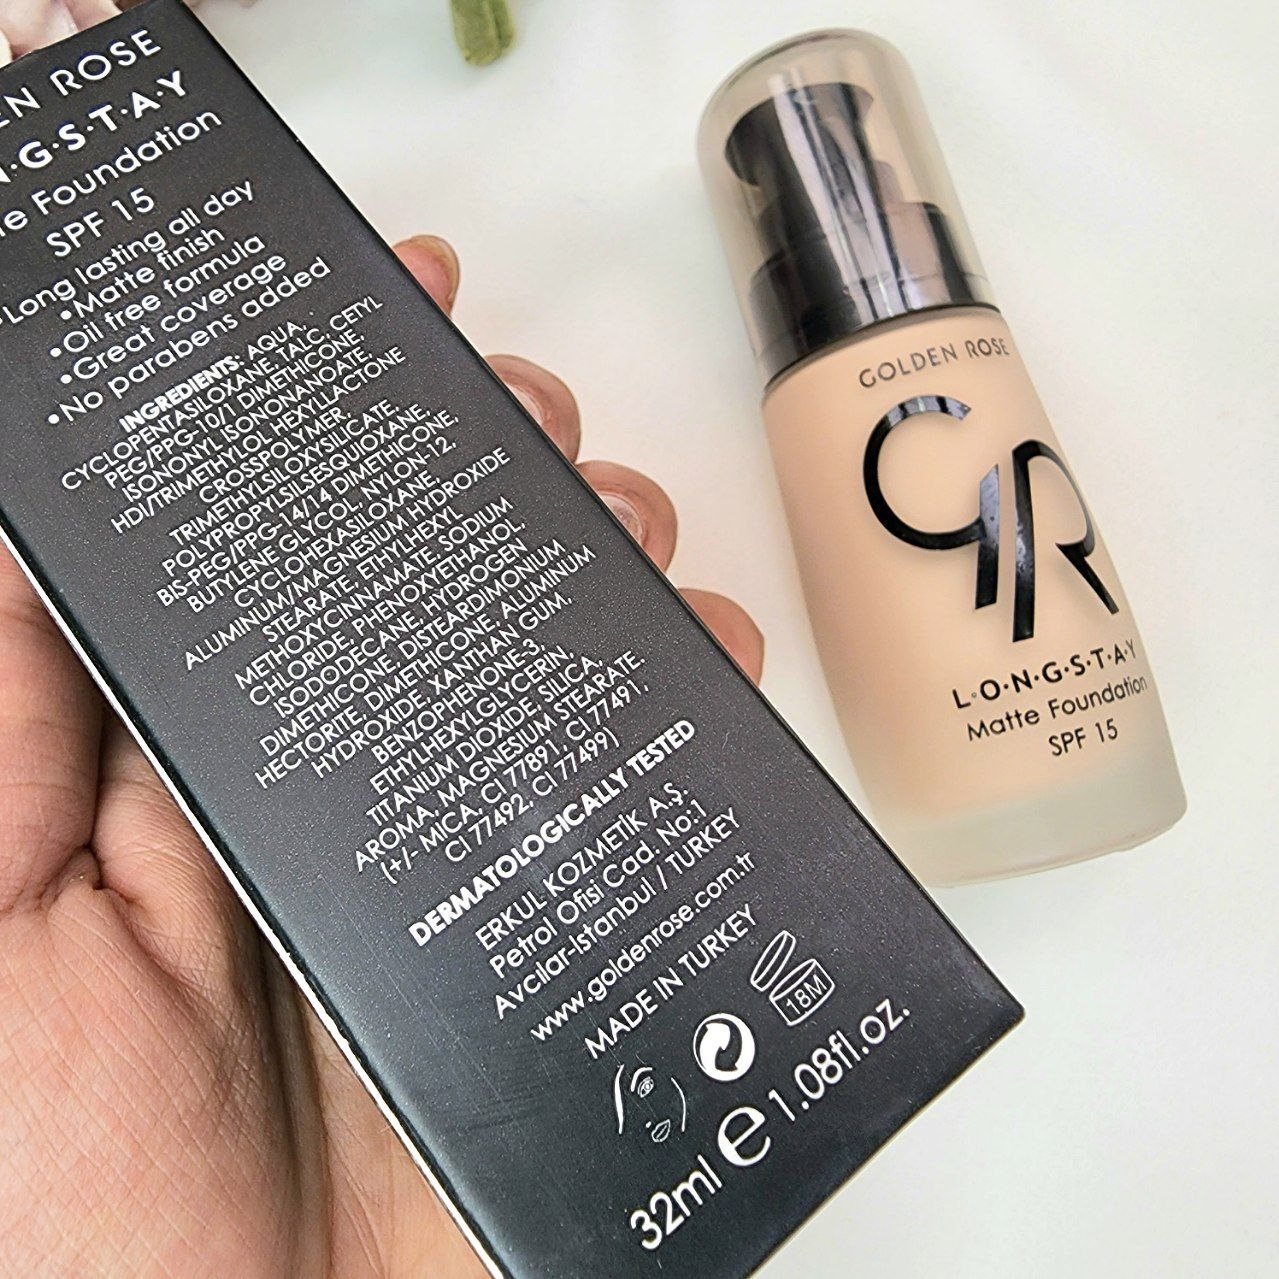 EN ROSE
N·G·S·T·A·Y
te Foundation
SPF 15
•Long lasting all day
•Matte finish
•Oil free formula
•Great coverage
•No parabens added
INGREDIENTS: AQUA,
CYCLOPENTASILOXANE, TALC, CETYL
PEG/PPG-10/1 DIMETHICONE,
ISONONYL ISONONANOATE,
HDI/TRIMETHYLOL HEXYLLACTONE
CROSSPOLYMER,
TRIMETHYLSILOXYSILICATE,
POLYPROPYLSILSESQUIOXANE,
BIS-PEG/PPG-14/14 DIMETHICONE,
BUTYLENE GLYCOL, NYLON-12,
CYCLOHEXASILOXANE,
ALUMINUM/MAGNESIUM HYDROXIDE
STEARATE, ETHYLHEXYL
METHOXYCINNAMATE, SODIUM
CHLORIDE, PHENOXYETHANOL,
ISODODECANE, HYDROGEN
DIMETHICONE, DISTEARDIMONIUM
HECTORITE, DIMETHICONE, ALUMINUM
HYDROXIDE, XANTHAN GUM,
BENZOPHENONE-3,
ETHYLHEXYLGLYCERIN,
TITANIUM DIOXIDE, SILICA,
AROMA, MAGNESIUM STEARATE.
(+/- MICA, CI 77891, CI 77491,
CI 77492, CI 77499)
DERMATOLOGICALLY TESTED
ERKUL KOZMETİK A.Ş.
Petrol Ofisi Cad. No:1
Avcılar-Istanbul / TURKEY
www.goldenrose.com.tr
MADE IN TURKEY
18M
32ml e 1.08fl.oz.
GOLDEN ROSE
GR
L·O·N·G·S·T·A·Y
Matte Foundation
SPF 15